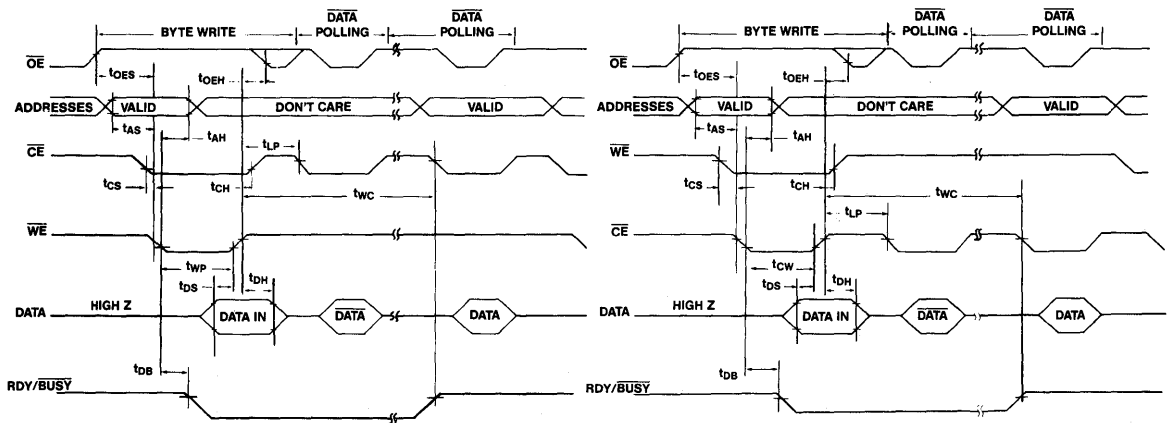 BYTE WRITE
DATA POLLING
DATA POLLING
OE
tOES
tOEH
ADDRESSES
VALID
DON'T CARE
VALID
tAS
tAH
CE
tLP
tCS
tCH
tWC
WE
tWP
tDS
tDH
DATA
HIGH Z
DATA IN
DATA
DATA
tDB
RDY/BUSY
BYTE WRITE
DATA POLLING
DATA POLLING
OE
tOES
tOEH
ADDRESSES
VALID
DON'T CARE
VALID
tAS
tAH
WE
tCS
tCH
tWC
tLP
CE
tCW
tDS
tDH
DATA
HIGH Z
DATA IN
DATA
DATA
tDB
RDY/BUSY